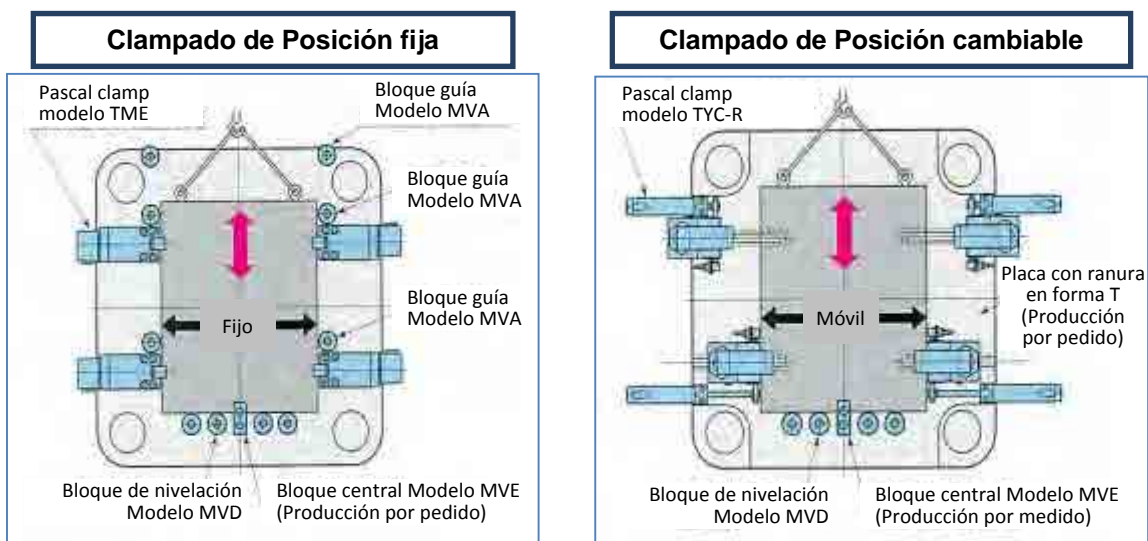 Clampado de Posición fija
Pascal clamp
modelo TME
Bloque guía
Modelo MVA
Bloque guía
Modelo MVA
Bloque guía
Modelo MVA
Fijo
Bloque de nivelación
Modelo MVD
Bloque central Modelo MVE
(Producción por pedido)
Clampado de Posición cambiable
Pascal clamp
modelo TYC-R
Placa con ranura
en forma T
(Producción
por pedido)
Móvil
Bloque de nivelación
Modelo MVD
Bloque central Modelo MVE
(Producción por medido)